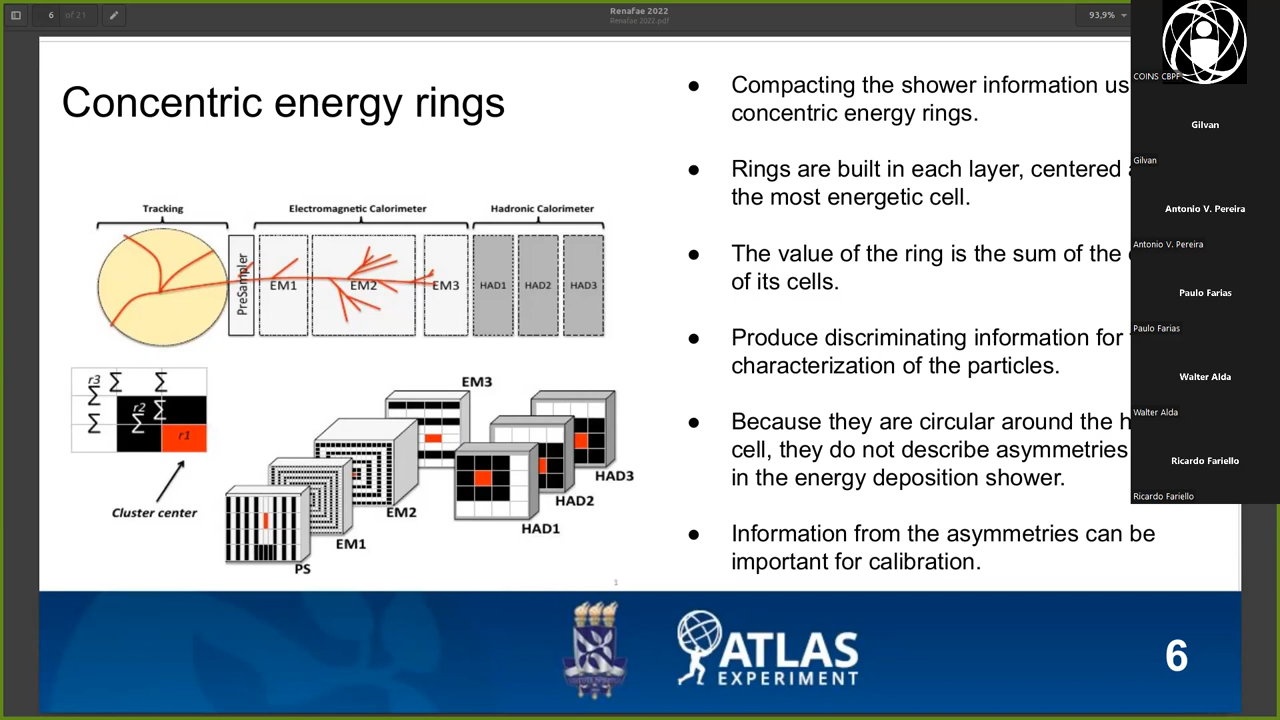 Renafae 2022
Renafae 2022.pdf
6 of 21
93,9%
Concentric energy rings
Tracking
Electromagnetic Calorimeter
Hadronic Calorimeter
PreSampler
EM1
EM2
EM3
HAD1
HAD2
HAD3
r3 Σ Σ
Σ
r2 Σ
Σ Σ
r1
Cluster center
EM3
HAD3
HAD2
EM2
HAD1
EM1
PS
● Compacting the shower information us
concentric energy rings.
● Rings are built in each layer, centered
the most energetic cell.
● The value of the ring is the sum of the
of its cells.
● Produce discriminating information for
characterization of the particles.
● Because they are circular around the h
cell, they do not describe asymmetries
in the energy deposition shower.
● Information from the asymmetries can be
important for calibration.
1
ATLAS
EXPERIMENT
6
COINS CBPF
Gilvan
Gilvan
Antonio V. Pereira
Antonio V. Pereira
Paulo Farias
Paulo Farias
Walter Alda
Walter Alda
Ricardo Fariello
Ricardo Fariello